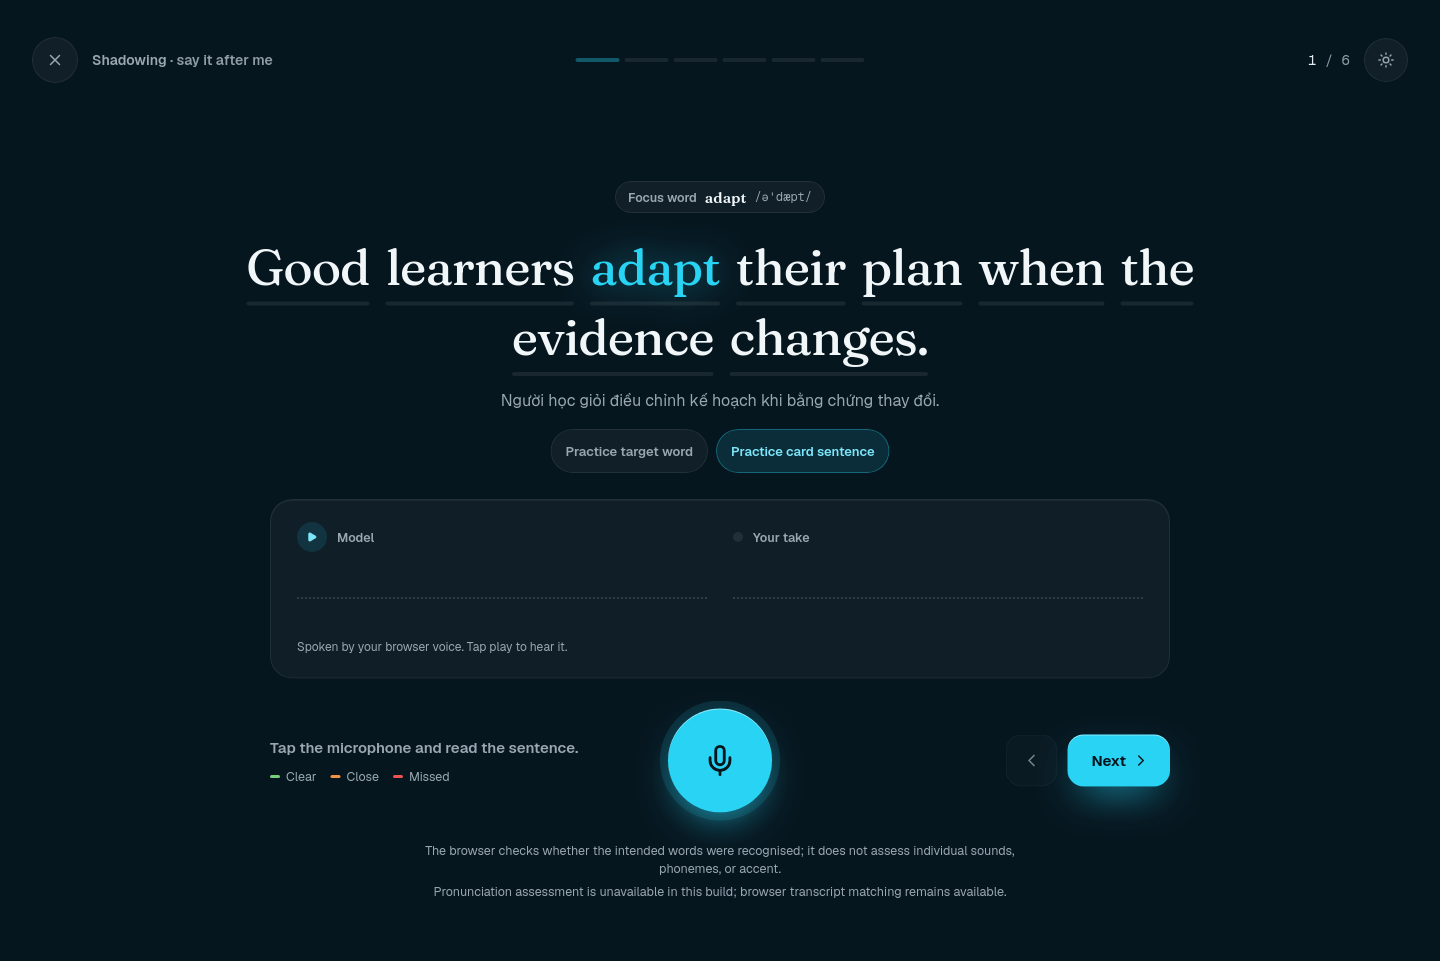 Shadowing · say it after me
1 / 6
Focus word adapt /əˈdæpt/
Good learners adapt their plan when the
evidence changes.
Người học giỏi điều chỉnh kế hoạch khi bằng chứng thay đổi.
Practice target word
Practice card sentence
Model
Your take
Spoken by your browser voice. Tap play to hear it.
Tap the microphone and read the sentence.
Clear Close Missed
Next
The browser checks whether the intended words were recognised; it does not assess individual sounds,
phonemes, or accent.
Pronunciation assessment is unavailable in this build; browser transcript matching remains available.